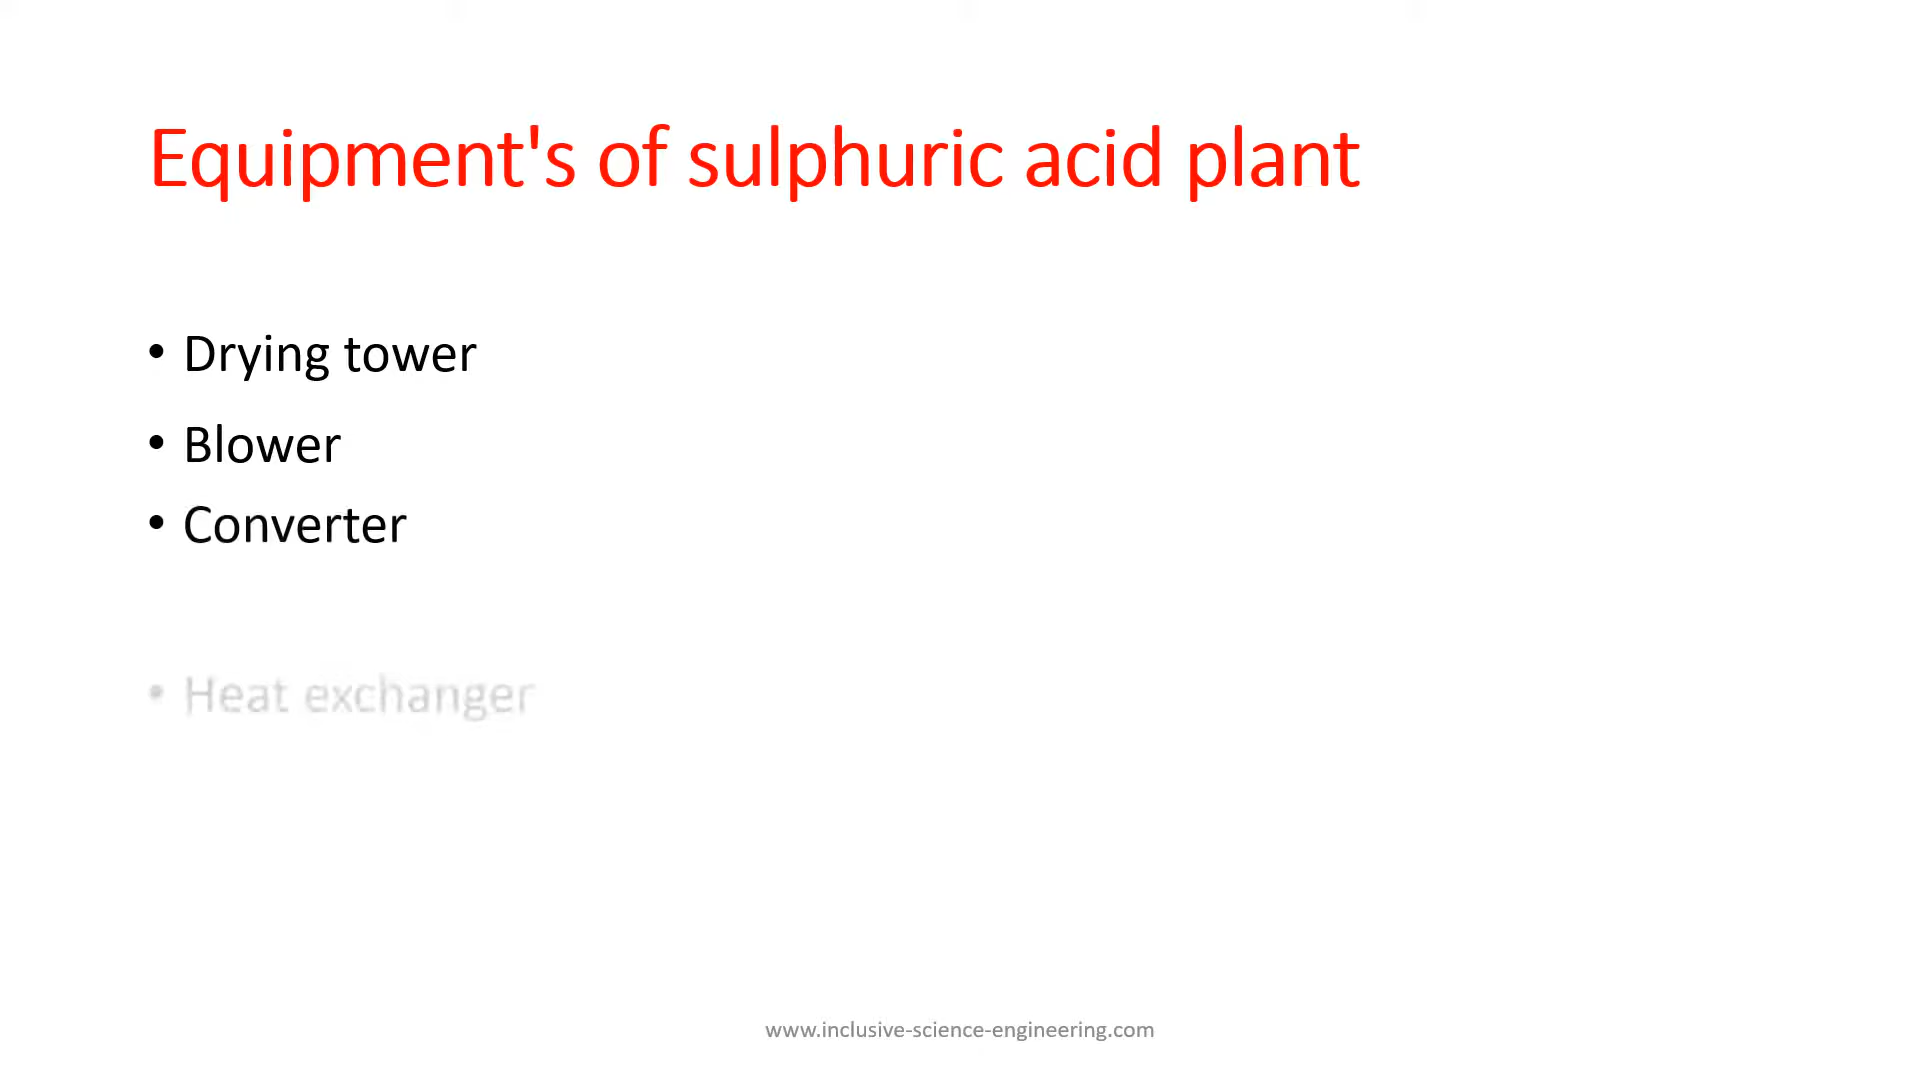 Equipment's of sulphuric acid plant
• Drying tower
• Blower
• Converter
• Heat exchanger
www.inclusive-science-engineering.com